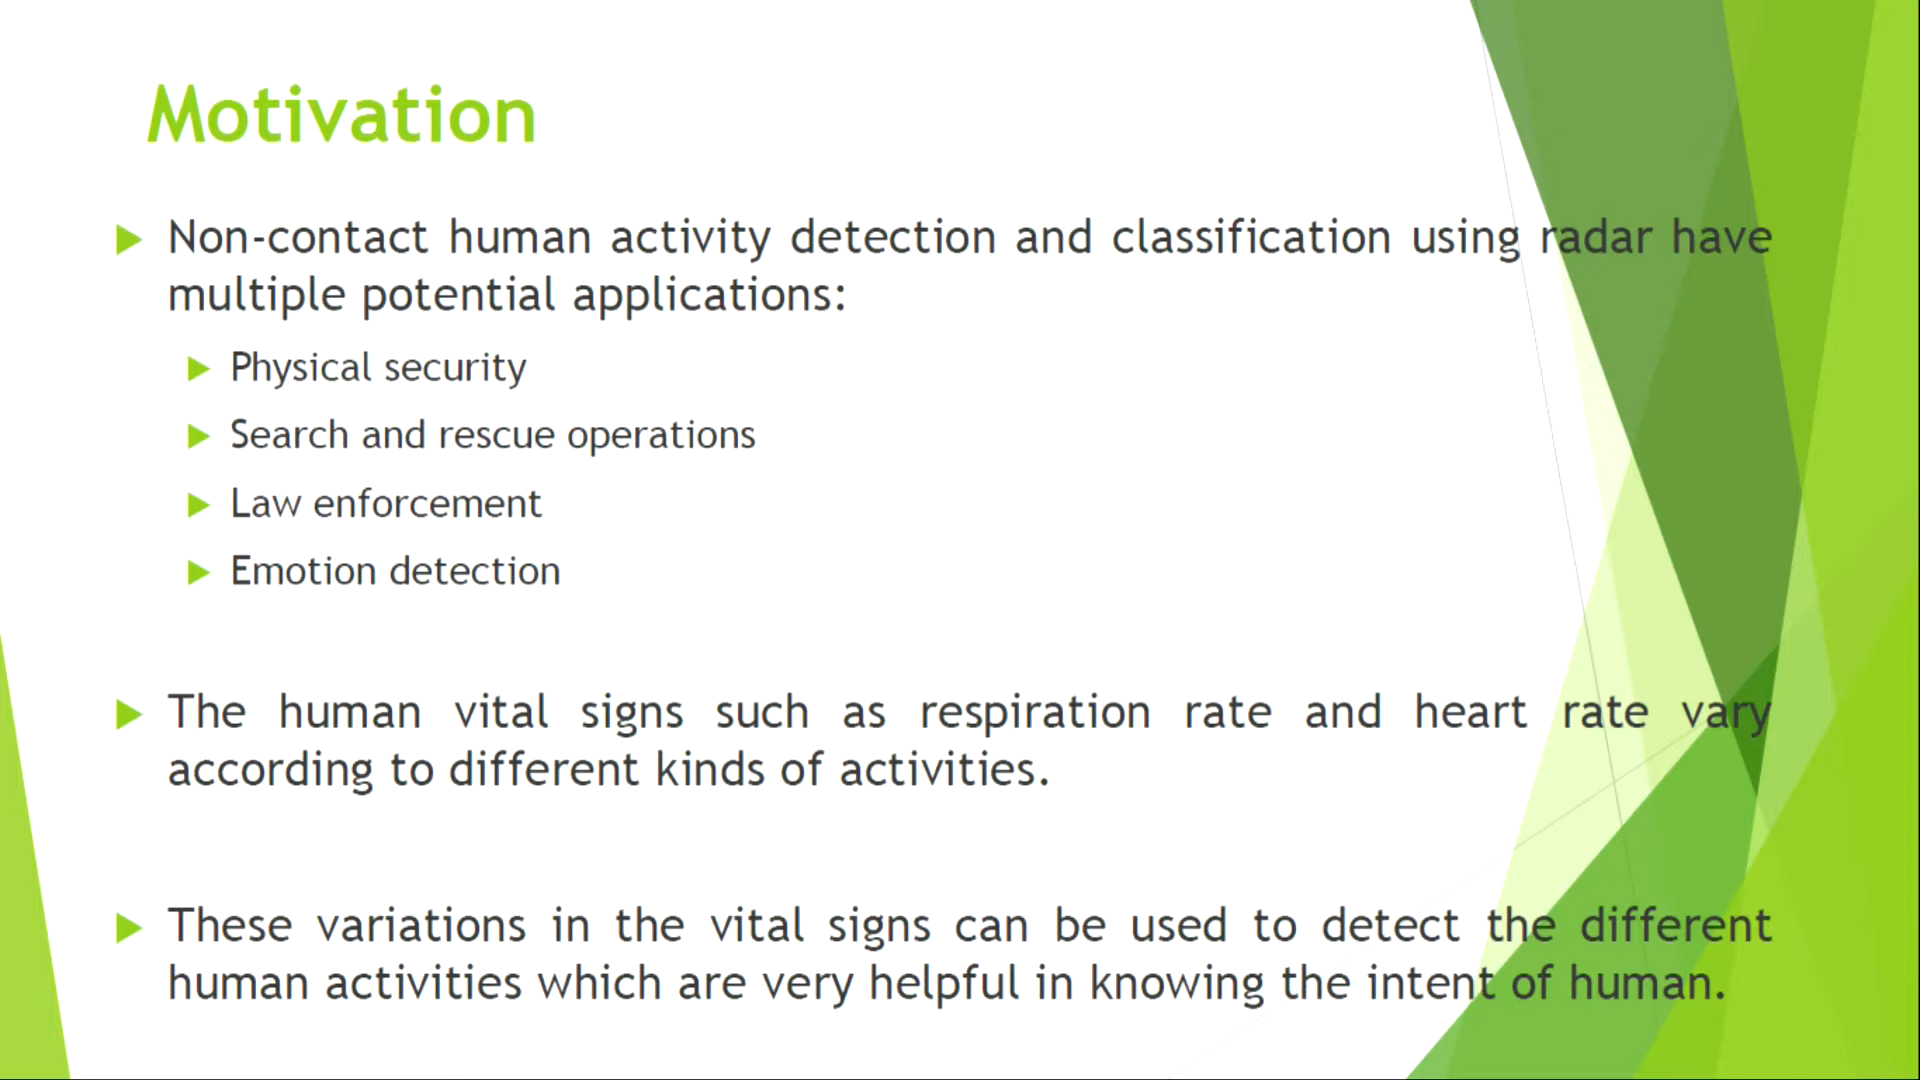 Motivation
Non-contact human activity detection and classification using radar have
multiple potential applications:
Physical security
Search and rescue operations
Law enforcement
Emotion detection
The human vital signs such as respiration rate and heart rate vary
according to different kinds of activities.
These variations in the vital signs can be used to detect the different
human activities which are very helpful in knowing the intent of human.